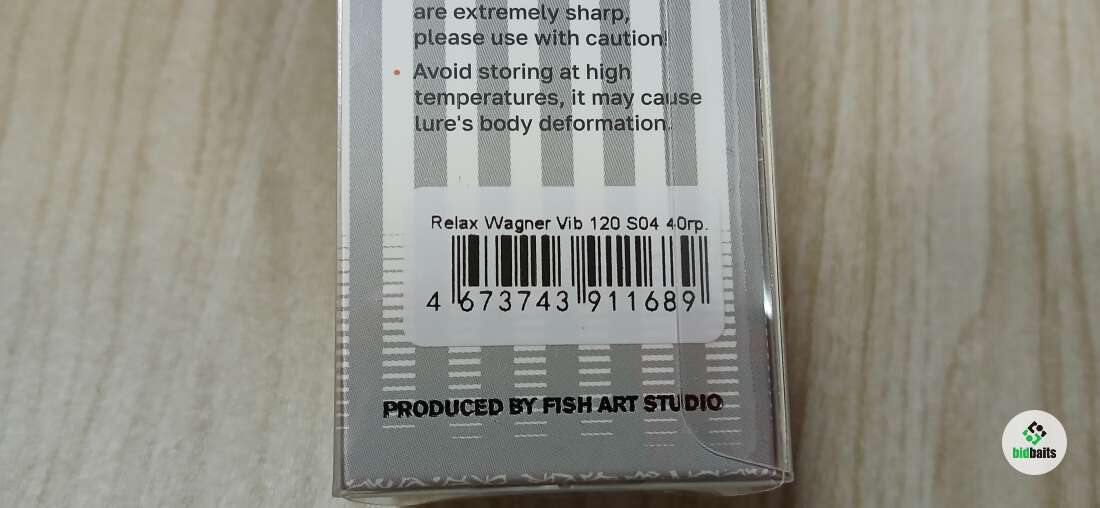 are extremely sharp,
please use with caution!
• Avoid storing at high
temperatures, it may cause
lure's body deformation.
Relax Wagner Vib 120 S04 40гр.
4 673743 911689
PRODUCED BY FISH ART STUDIO
bidbaits